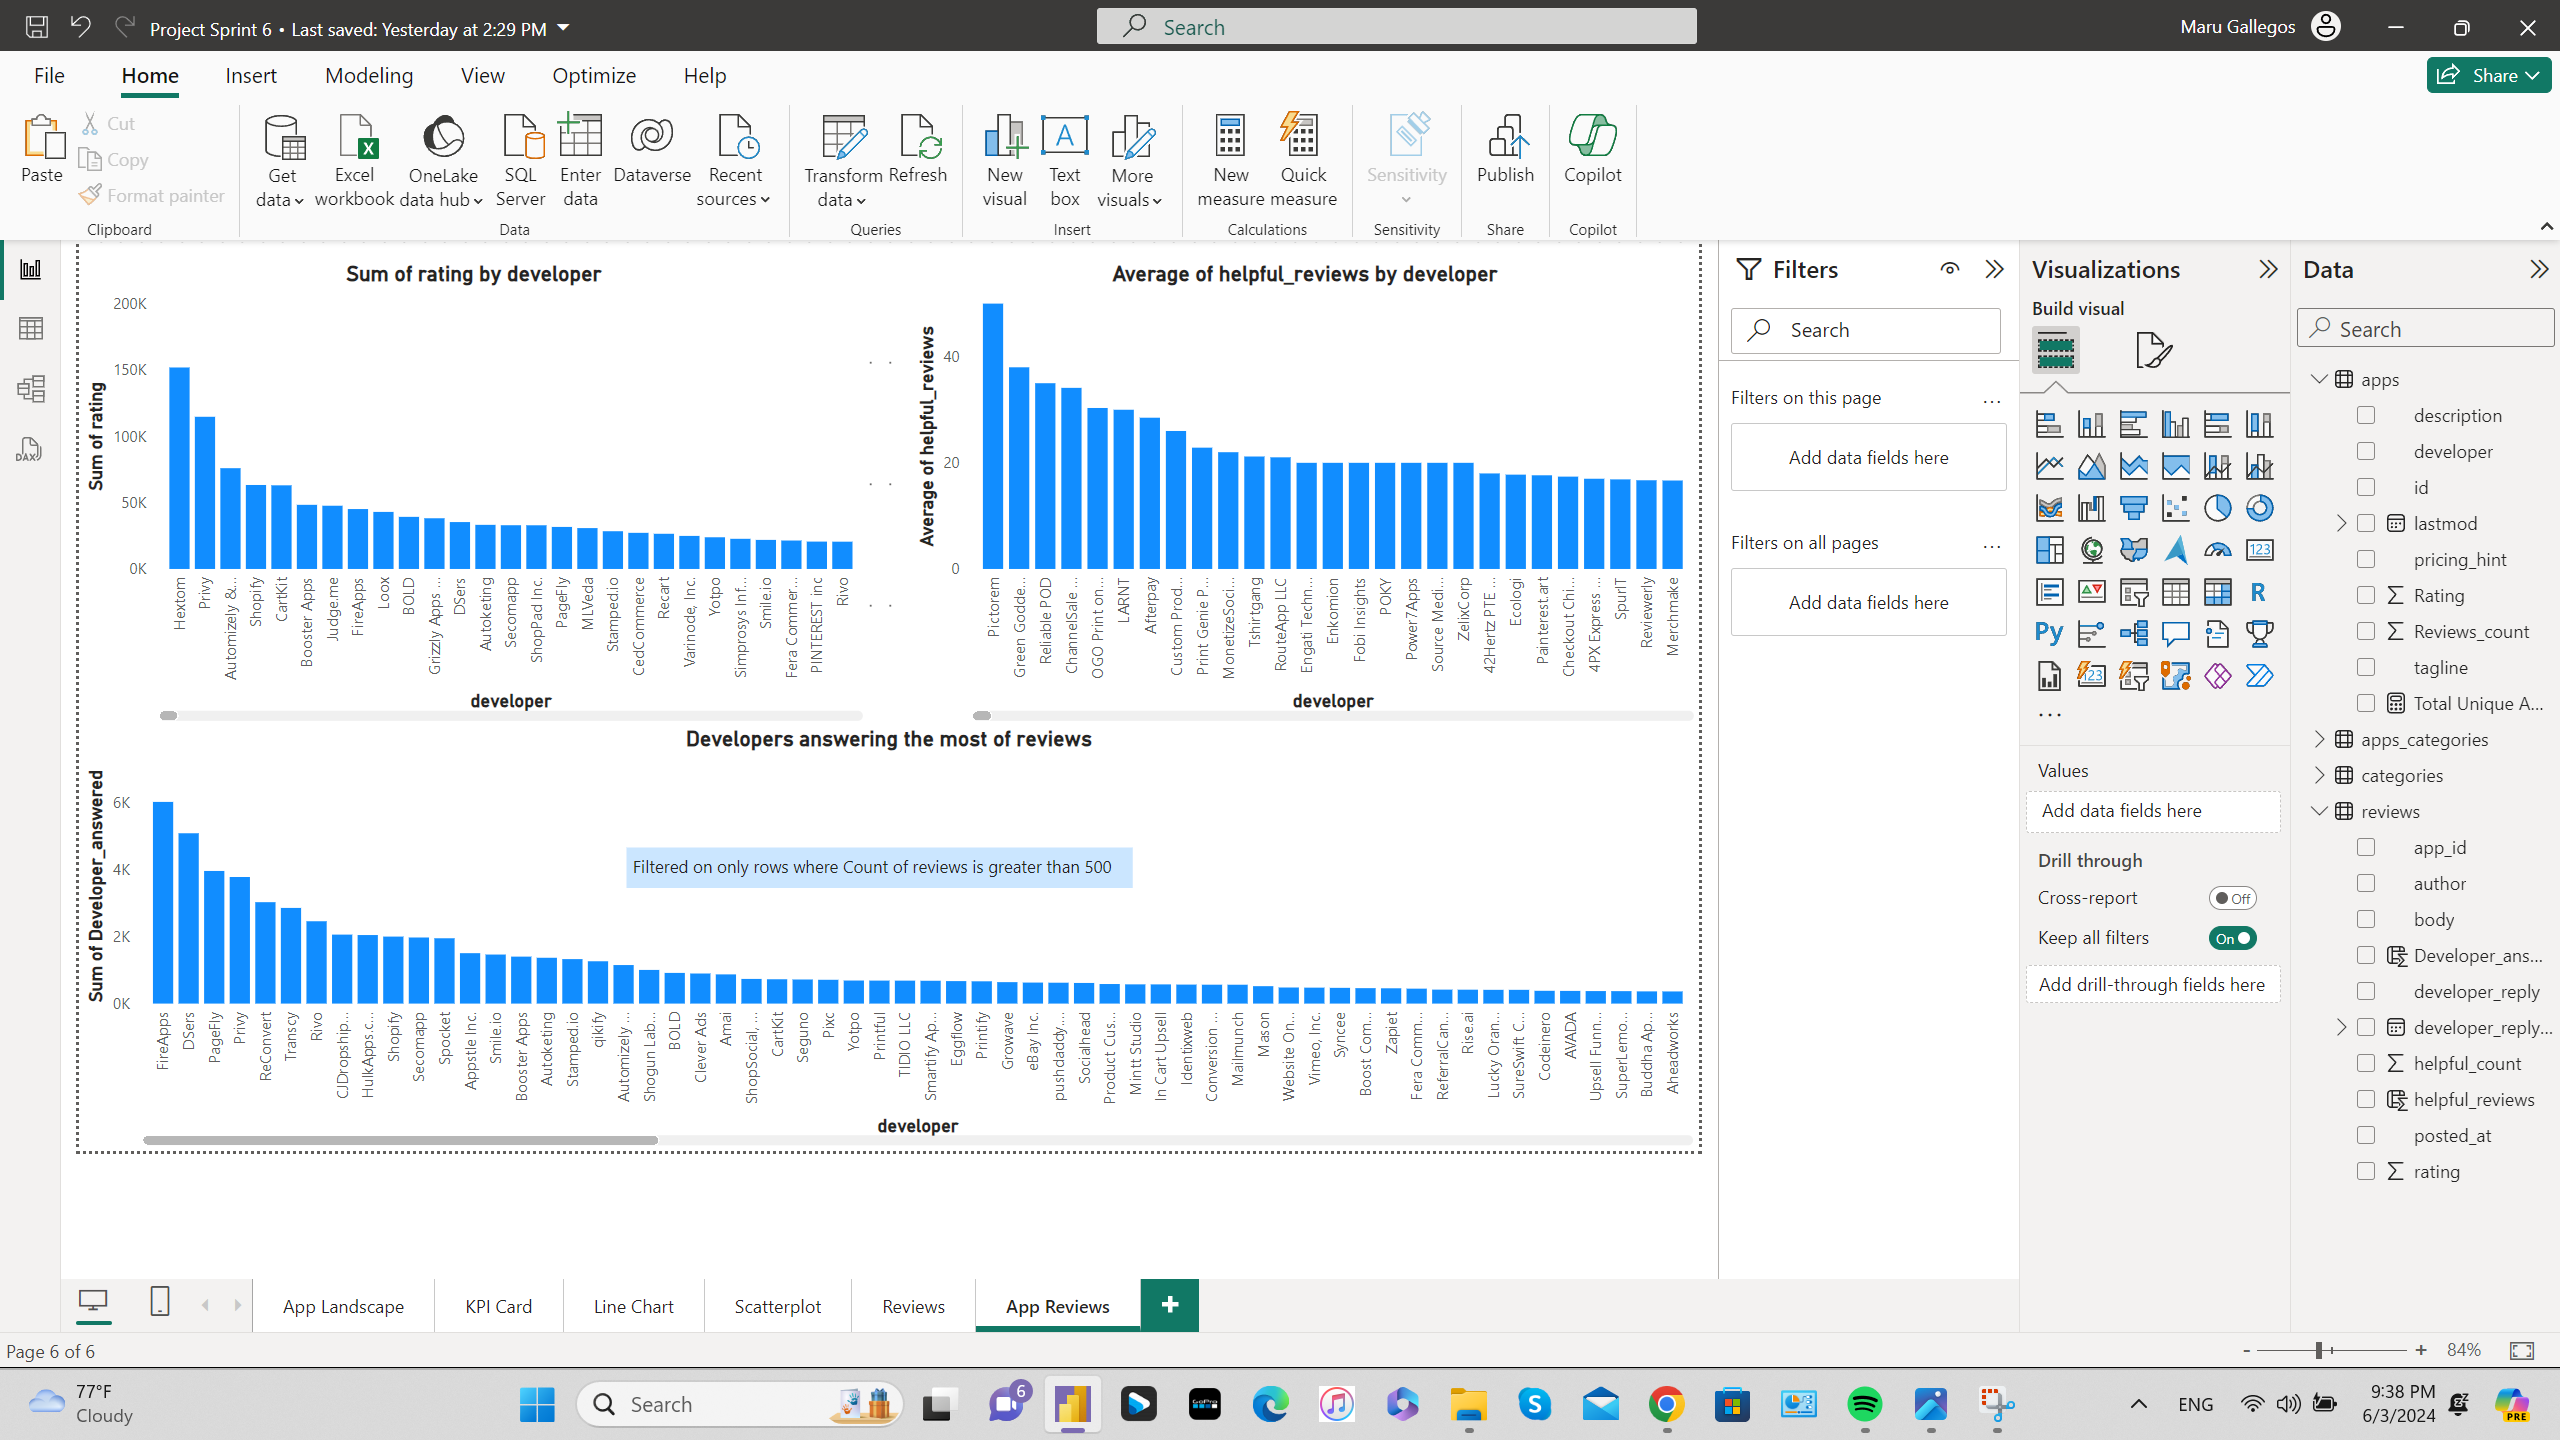 Project Sprint 6 • Last saved: Yesterday at 2:29 PM
Search
Maru Gallegos
File Home Insert Modeling View Optimize Help
Share
Paste
Cut
Copy
Format painter
Clipboard
Get data
Excel workbook
OneLake data hub
SQL Server
Enter data
Dataverse
Recent sources
Data
Transform data
Refresh
Queries
New visual
Text box
More visuals
Insert
New measure
Quick measure
Calculations
Sensitivity
Sensitivity
Publish
Share
Copilot
Copilot
DAX
Sum of rating by developer
Sum of rating
200K
150K
100K
50K
0K
Hextom
Privy
Automizely &...
Shopify
CartKit
Booster Apps
Judge.me
FireApps
Loox
BOLD
Grizzly Apps ...
DSers
Autoketing
Secomapp
ShopPad Inc.
PageFly
MLVeda
Stamped.io
CedCommerce
Recart
Varinode, Inc.
Yotpo
Simprosys Inf...
Smile.io
Fera Commer...
PINTEREST inc
Rivo
developer
Average of helpful_reviews by developer
Average of helpful_reviews
40
20
0
Pictorem
Green Godde...
Reliable POD
ChannelSale ...
OGO Print on...
LARNT
Afterpay
Custom Prod...
Print Genie P...
MonetizeSoci...
Tshirtgang
RouteApp LLC
Engati Techn...
Enkomion
Fobi Insights
POKY
Power7Apps
Source Medi...
ZelixCorp
42Hertz PTE ...
Ecologi
Painterest.art
Checkout Chi...
4PX Express ...
SpurIT
Reviewerly
Merchmake
developer
Developers answering the most of reviews
Sum of Developer_answered
6K
4K
2K
0K
Filtered on only rows where Count of reviews is greater than 500
FireApps
DSers
PageFly
Privy
ReConvert
Transcy
Rivo
CJDropship...
HulkApps.c...
Shopify
Secomapp
Spocket
Appstle Inc.
Smile.io
Booster Apps
Autoketing
Stamped.io
qikify
Automizely ...
Shogun Lab...
BOLD
Clever Ads
Amai
ShopSocial, ...
CartKit
Seguno
Pixc
Yotpo
Printful
TIDIO LLC
Smartify Ap...
Eggflow
Printify
Growave
eBay Inc.
pushdaddy....
Socialhead
Product Cus...
Mintt Studio
In Cart Upsell
Identixweb
Conversion ...
Mailmunch
Mason
Website On...
Vimeo, Inc.
Syncee
Boost Com...
Zapiet
Fera Comm...
ReferralCan...
Rise.ai
Lucky Oran...
SureSwift C...
Codeinero
AVADA
Upsell Funn...
SuperLemo...
Buddha Ap...
Aheadworks
developer
Filters
Search
Filters on this page ...
Add data fields here
Filters on all pages ...
Add data fields here
Visualizations
Build visual
123
R
Py
123
...
Values
Add data fields here
Drill through
Cross-report Off
Keep all filters On
Add drill-through fields here
Data
Search
apps
description
developer
id
lastmod
pricing_hint
Rating
Reviews_count
tagline
Total Unique A...
apps_categories
categories
reviews
app_id
author
body
Developer_ans...
developer_reply
developer_reply...
helpful_count
helpful_reviews
posted_at
rating
App Landscape KPI Card Line Chart Scatterplot Reviews App Reviews +
Page 6 of 6
- + 84%
77°F
Cloudy
Search
6
GoPro
ENG
9:38 PM
6/3/2024
PRE